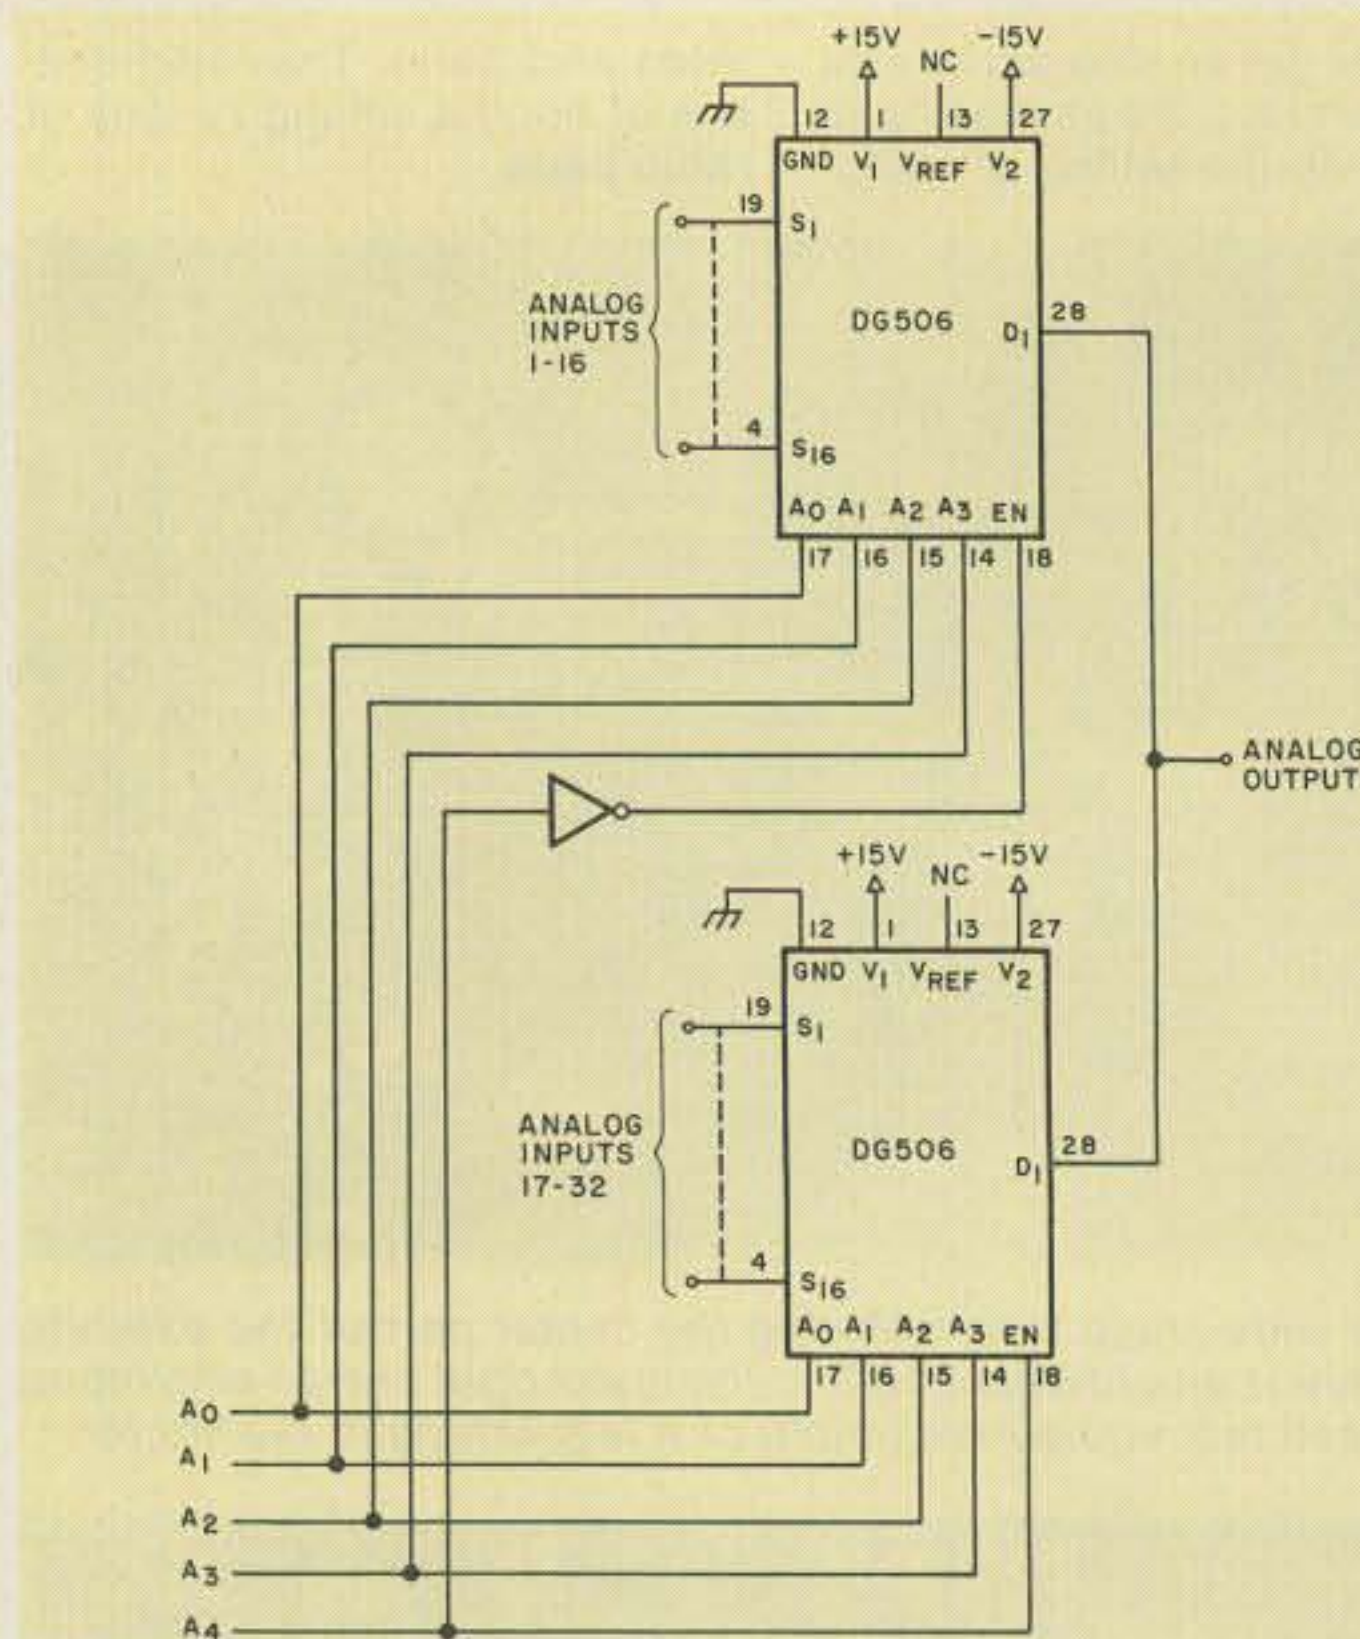 +15V NC -15V
12 1 13 27
GND V1 VREF V2
19 S1
ANALOG
INPUTS
1-16
DG506
D1 28
4 S16
A0 A1 A2 A3 EN
17 16 15 14 18
ANALOG
OUTPUT
+15V NC -15V
12 1 13 27
GND V1 VREF V2
19 S1
ANALOG
INPUTS
17-32
DG506
D1 28
4 S16
A0 A1 A2 A3 EN
17 16 15 14 18
A0
A1
A2
A3
A4